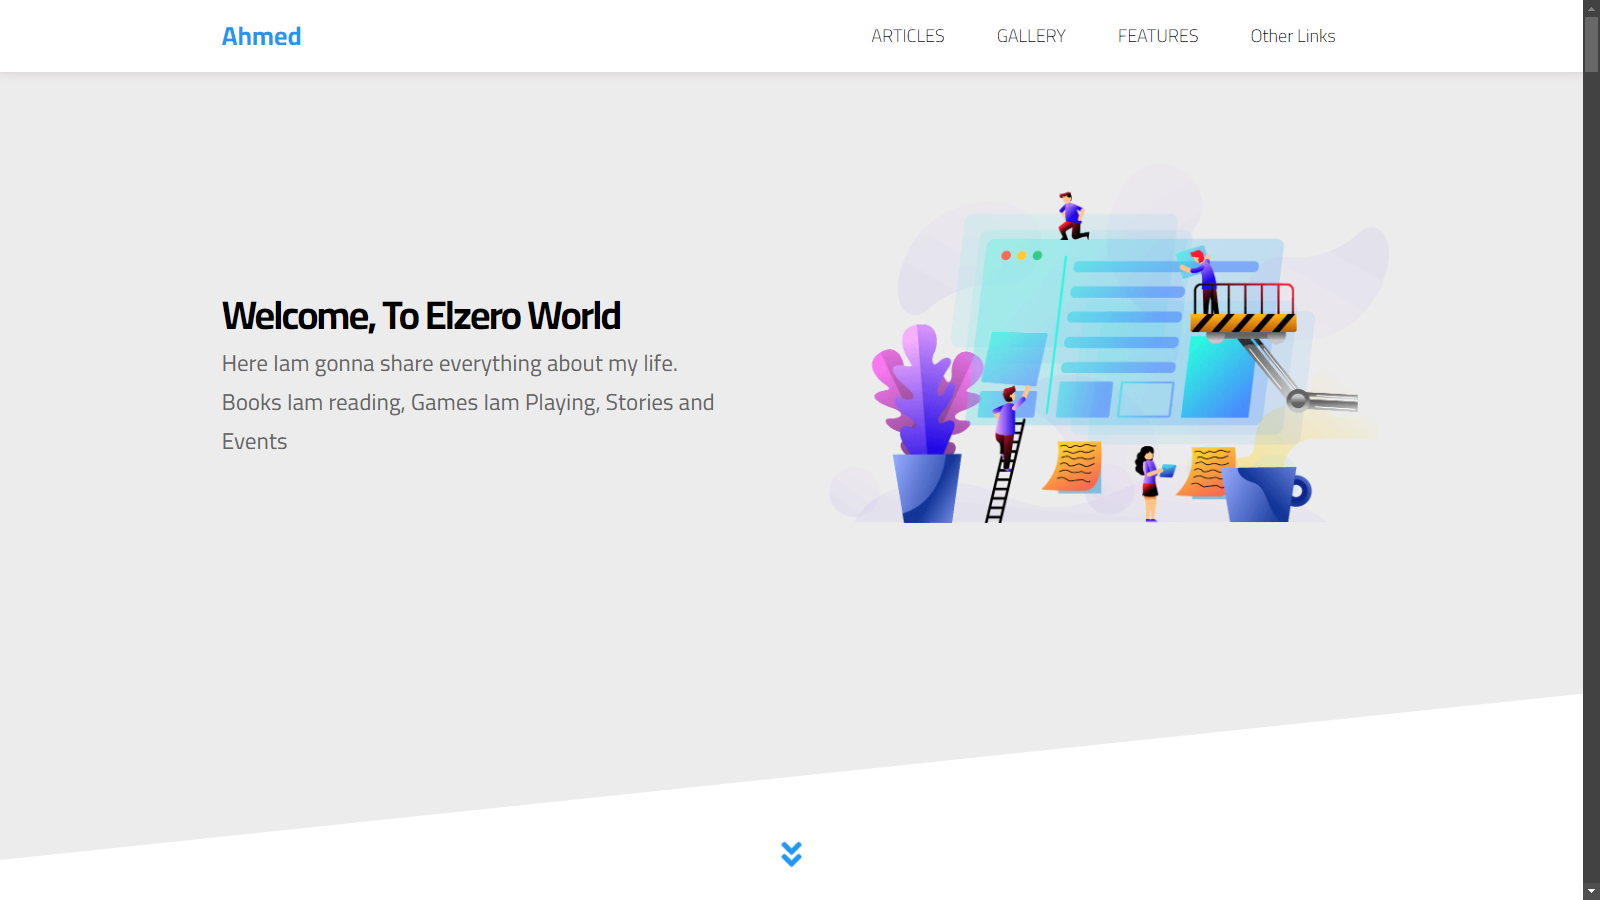 Ahmed
ARTICLES
GALLERY
FEATURES
Other Links
Welcome, To Elzero World
Here Iam gonna share everything about my life.
Books Iam reading, Games Iam Playing, Stories and
Events